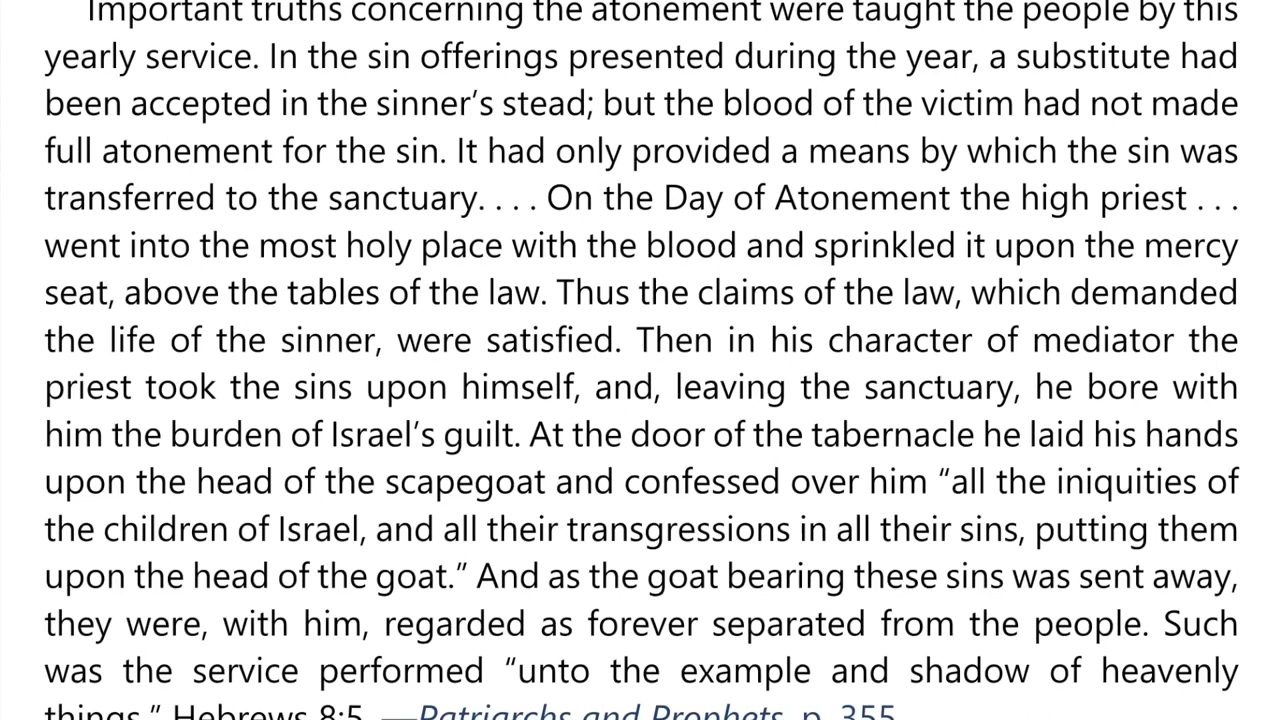 Important truths concerning the atonement were taught the people by this
yearly service. In the sin offerings presented during the year, a substitute had
been accepted in the sinner’s stead; but the blood of the victim had not made
full atonement for the sin. It had only provided a means by which the sin was
transferred to the sanctuary. . . . On the Day of Atonement the high priest . . .
went into the most holy place with the blood and sprinkled it upon the mercy
seat, above the tables of the law. Thus the claims of the law, which demanded
the life of the sinner, were satisfied. Then in his character of mediator the
priest took the sins upon himself, and, leaving the sanctuary, he bore with
him the burden of Israel’s guilt. At the door of the tabernacle he laid his hands
upon the head of the scapegoat and confessed over him “all the iniquities of
the children of Israel, and all their transgressions in all their sins, putting them
upon the head of the goat.” And as the goat bearing these sins was sent away,
they were, with him, regarded as forever separated from the people. Such
was the service performed “unto the example and shadow of heavenly
things.” Hebrews 8:5. —Patriarchs and Prophets, p. 355